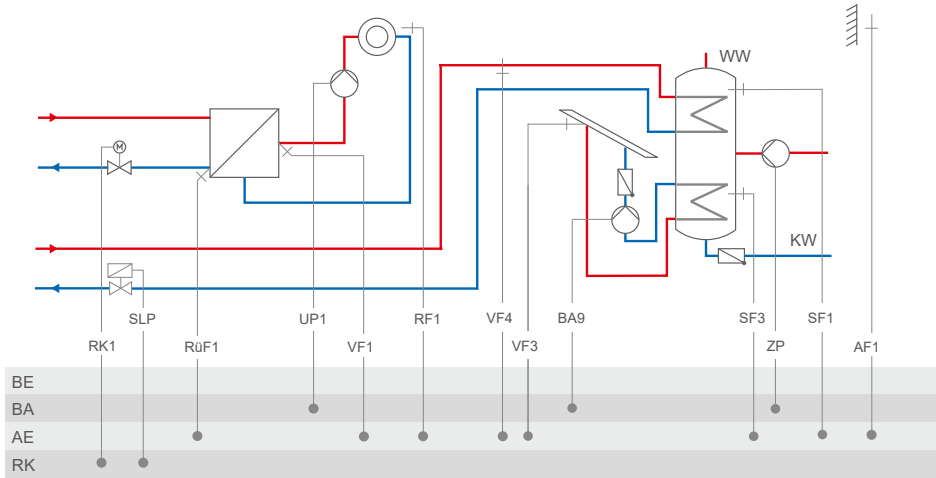 WW
M
KW
SLP UP1 RF1 VF4 BA9 SF3 SF1
RK1 RüF1 VF1 VF3 ZP AF1
BE
BA
AE
RK